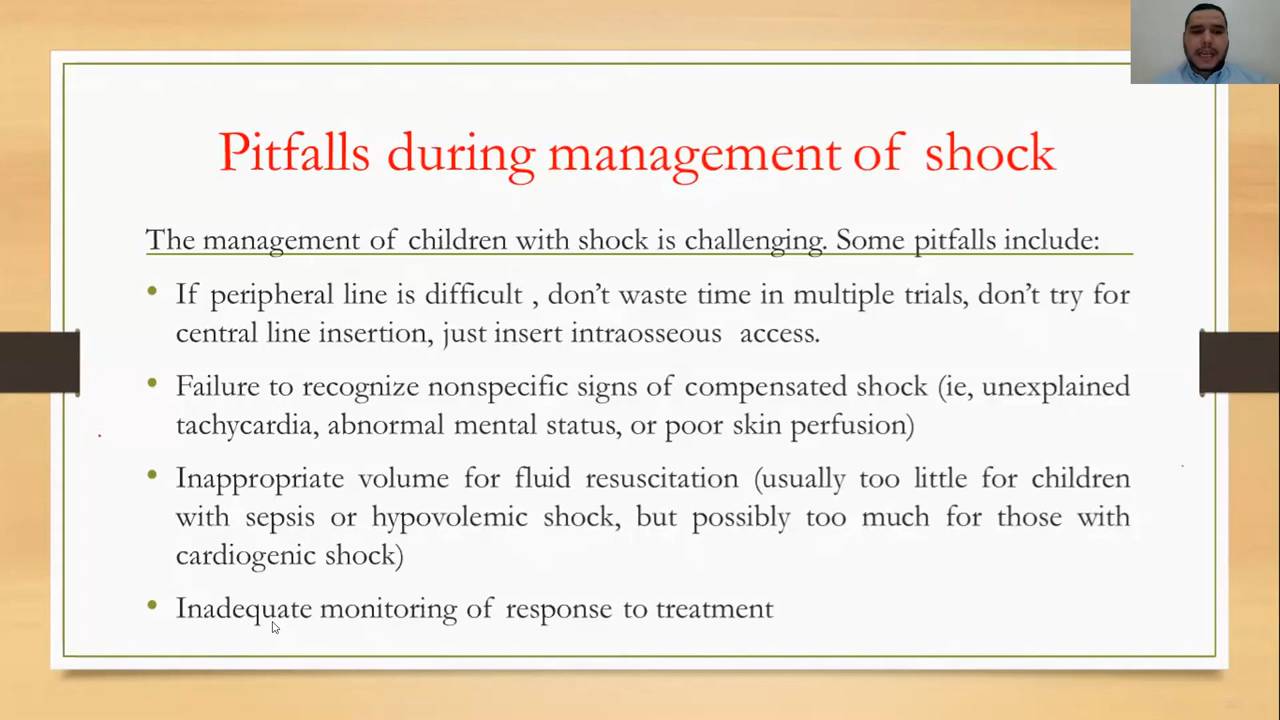 Pitfalls during management of shock
The management of children with shock is challenging. Some pitfalls include:
• If peripheral line is difficult , don’t waste time in multiple trials, don’t try for
central line insertion, just insert intraosseous access.
• Failure to recognize nonspecific signs of compensated shock (ie, unexplained
tachycardia, abnormal mental status, or poor skin perfusion)
• Inappropriate volume for fluid resuscitation (usually too little for children
with sepsis or hypovolemic shock, but possibly too much for those with
cardiogenic shock)
• Inadequate monitoring of response to treatment